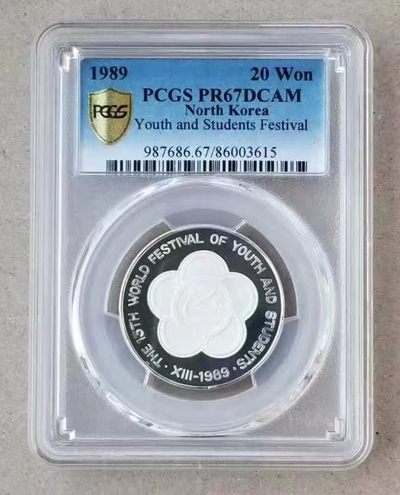 1989 20 Won
PCGS PR67DCAM
North Korea
PCGS Youth and Students Festival
987686.67/86003615
THE 13TH WORLD FESTIVAL OF YOUTH AND STUDENTS
· XIII-1989 ·